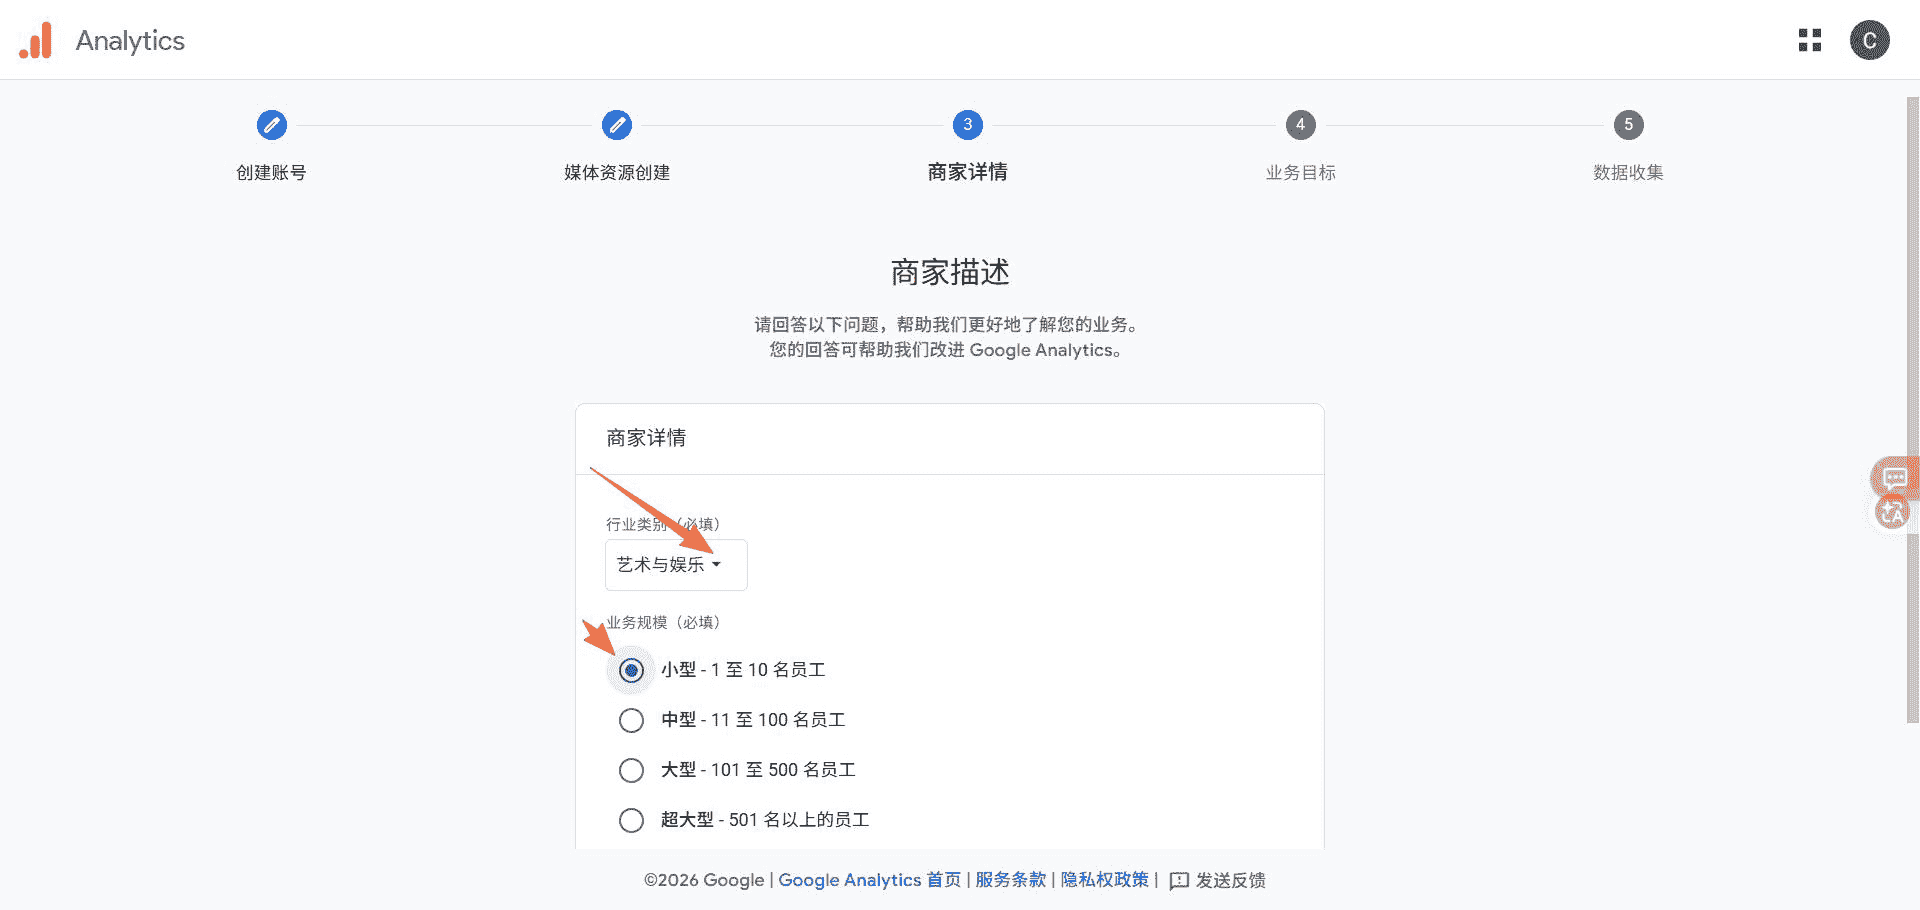 Analytics
C
3
4
5
创建账号
媒体资源创建
商家详情
业务目标
数据收集
商家描述
请回答以下问题，帮助我们更好地了解您的业务。
您的回答可帮助我们改进 Google Analytics。
商家详情
行业类别（必填）
艺术与娱乐
业务规模（必填）
小型 - 1 至 10 名员工
中型 - 11 至 100 名员工
大型 - 101 至 500 名员工
超大型 - 501 名以上的员工
©2026 Google | Google Analytics 首页 | 服务条款 | 隐私权政策 | 发送反馈